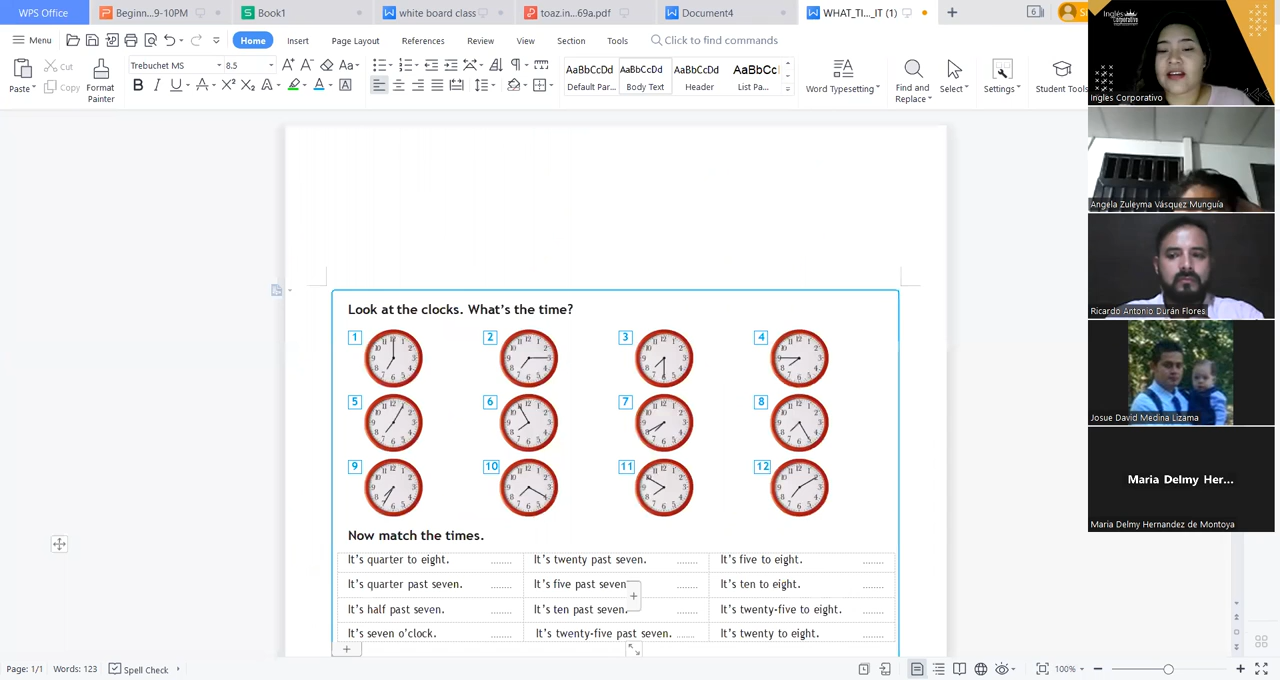 WPS Office
Beginn...9-10PM
Book1
white board class
toaz.in...69a.pdf
Document4
WHAT_TI..._IT (1)
Menu
Home
Insert
Page Layout
References
Review
View
Section
Tools
Click to find commands
Paste
Cut
Copy
Format Painter
Trebuchet MS
8.5
AaBbCcDd
Default Par...
AaBbCcDd
Body Text
AaBbCcDd
Header
AaBbCc
List Pa...
Word Typesetting
Find and Replace
Select
Settings
Student Tools
Look at the clocks. What's the time?
1
2
3
4
5
6
7
8
9
10
11
12
Now match the times.
It's quarter to eight. ........ It's twenty past seven. ........ It's five to eight. ........
It's quarter past seven. ........ It's five past seven ........ It's ten to eight. ........
It's half past seven. ........ It's ten past seven. ........ It's twenty-five to eight. ........
It's seven o'clock. ........ It's twenty-five past seven. ........ It's twenty to eight. ........
Page: 1/1
Words: 123
Spell Check
100%
Inglés
Corporativo
Ingles Corporativo
Angela Zuleyma Vásquez Munguía
Ricardo Antonio Durán Flores
Josue David Medina Lizama
Maria Delmy Her...
Maria Delmy Hernandez de Montoya